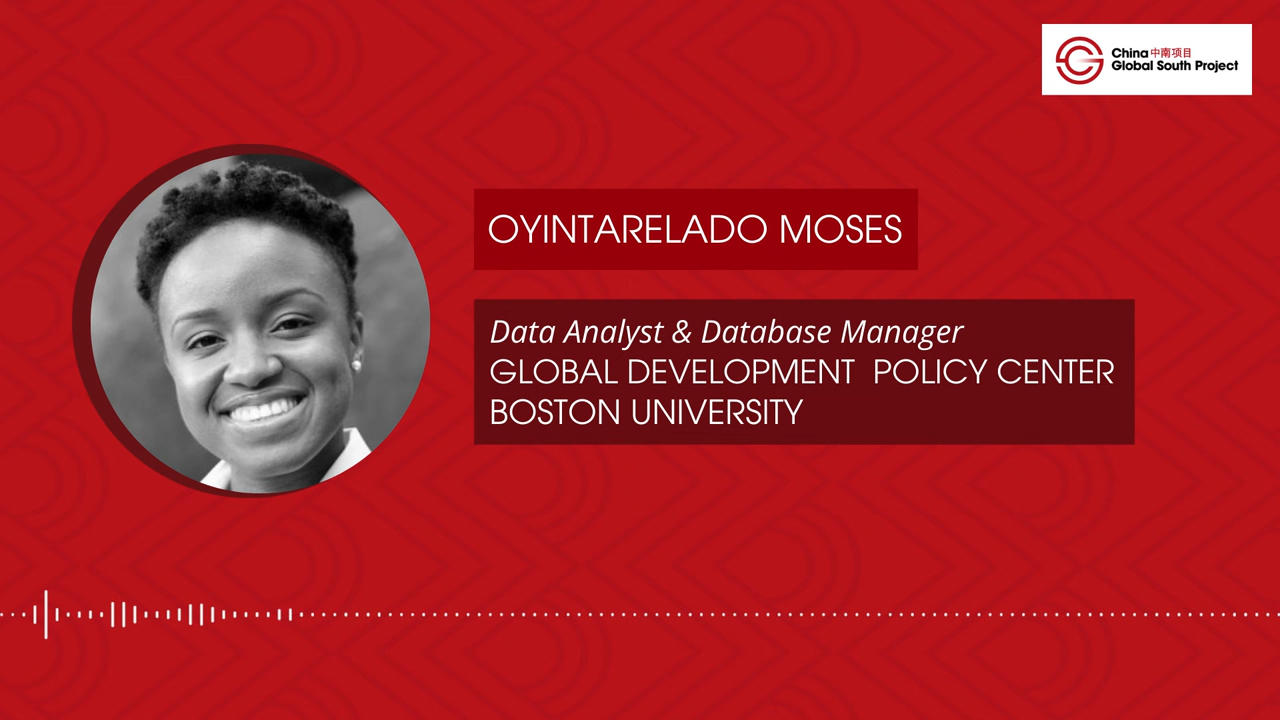 China 中南项目
Global South Project
OYINTARELADO MOSES
Data Analyst & Database Manager
GLOBAL DEVELOPMENT POLICY CENTER
BOSTON UNIVERSITY